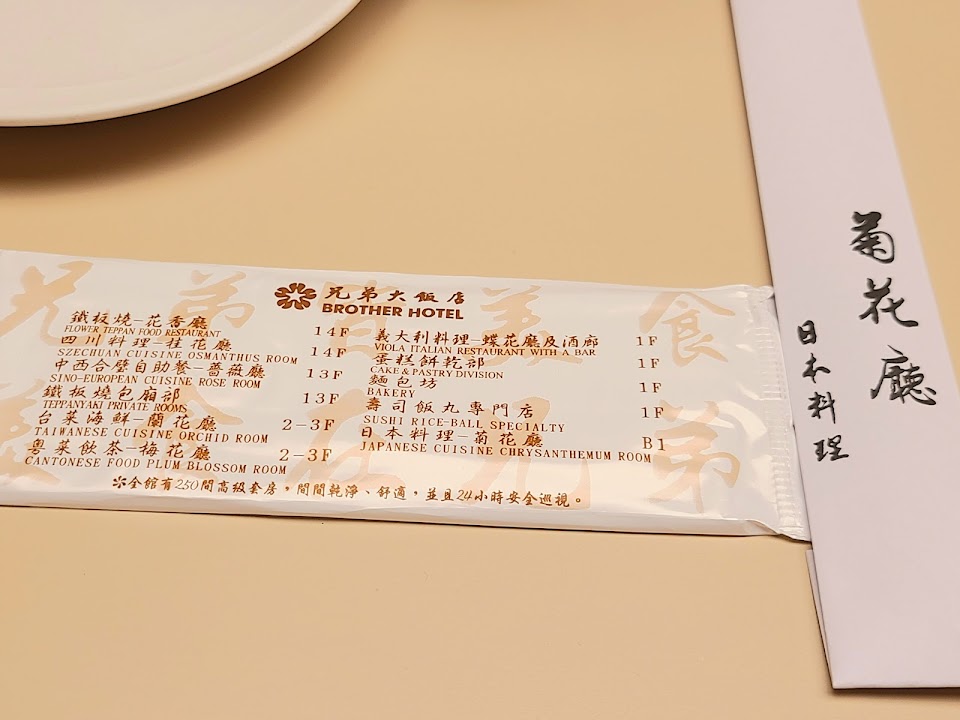 兄弟大飯店
BROTHER HOTEL
鐵板燒-花香廳 14F
FLOWER TEPPAN FOOD RESTAURANT
四川料理-桂花廳 14F
SZECHUAN CUISINE OSMANTHUS ROOM
中西合璧自助餐-薔薇廳 13F
SINO-EUROPEAN CUISINE ROSE ROOM
鐵板燒包廂部 13F
TEPPANYAKI PRIVATE ROOMS
台菜海鮮-蘭花廳 2-3F
TAIWANESE CUISINE ORCHID ROOM
粵菜飲茶-梅花廳 2-3F
CANTONESE FOOD PLUM BLOSSOM ROOM
義大利料理-蝶花廳及酒廊 1F
VIOLA ITALIAN RESTAURANT WITH A BAR
蛋糕餅乾部 1F
CAKE & PASTRY DIVISION
麵包坊 1F
BAKERY
壽司飯丸專門店 1F
SUSHI RICE-BALL SPECIALTY
日本料理-菊花廳 B1
JAPANESE CUISINE CHRYSANTHEMUM ROOM
全館有250間高級套房，間間乾淨、舒適，並且24小時安全巡視。
菊花廳
日本料理